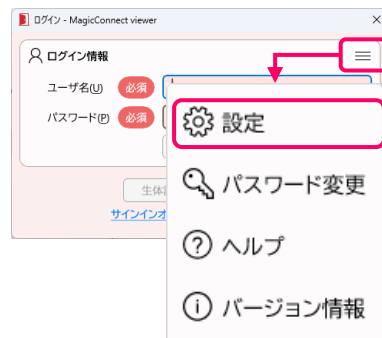 ログイン - MagicConnect viewer
ログイン情報
ユーザ名(U) 必須
パスワード(P) 必須
生体
サインインオ
設定
パスワード変更
ヘルプ
バージョン情報